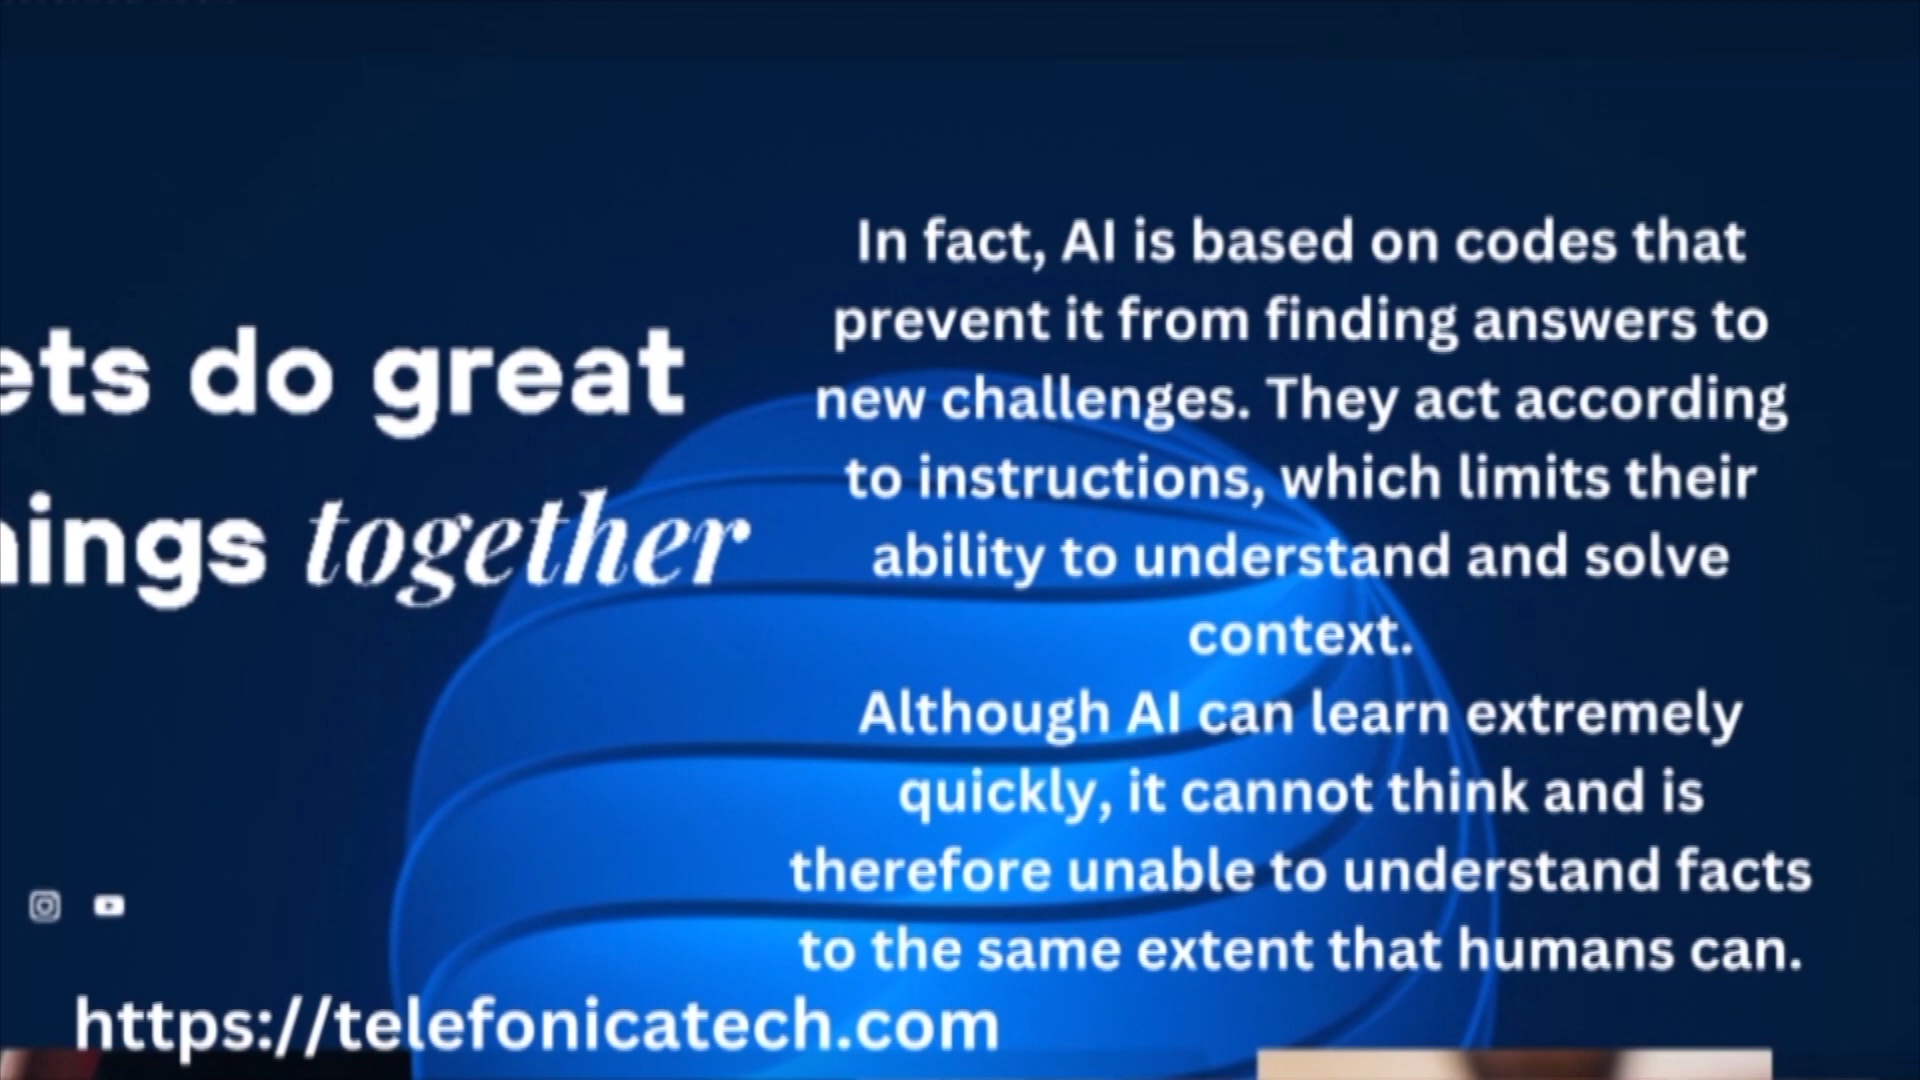 ets do great
ings together
In fact, AI is based on codes that
prevent it from finding answers to
new challenges. They act according
to instructions, which limits their
ability to understand and solve
context.
Although AI can learn extremely
quickly, it cannot think and is
therefore unable to understand facts
to the same extent that humans can.
https://telefonicatech.com